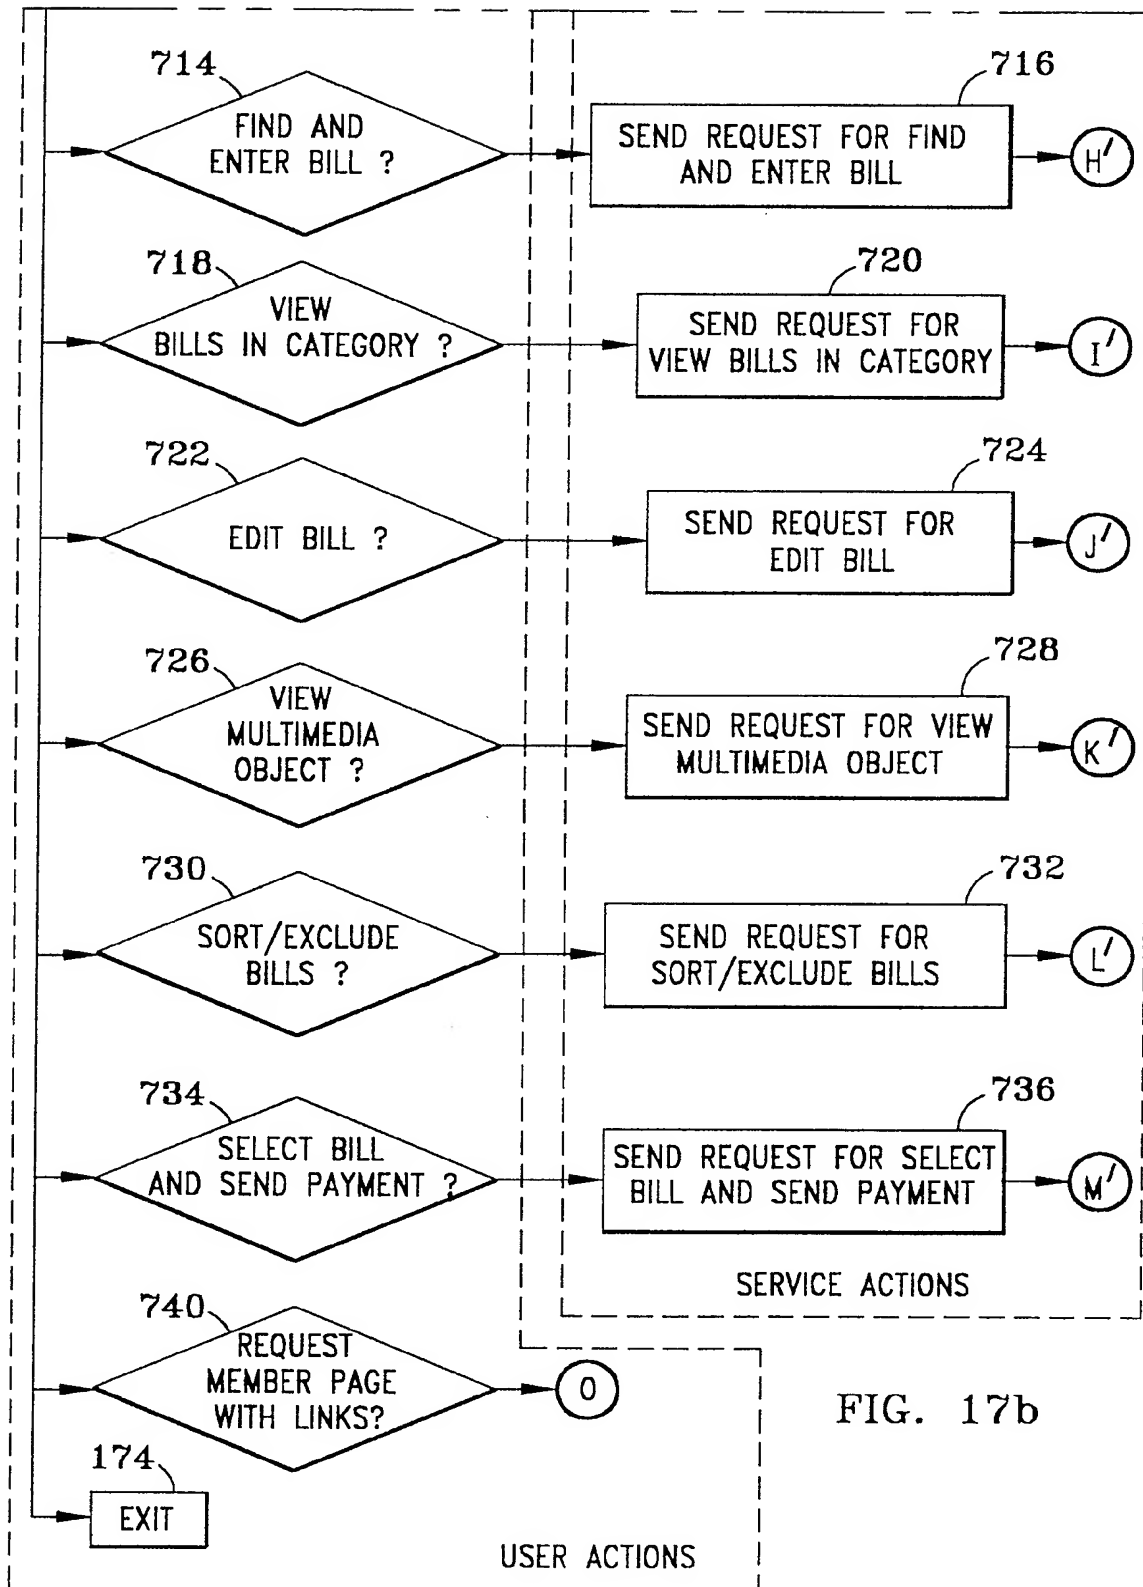 714
FIND AND
ENTER BILL ?
716
SEND REQUEST FOR FIND
AND ENTER BILL
H'
718
VIEW
BILLS IN CATEGORY ?
720
SEND REQUEST FOR
VIEW BILLS IN CATEGORY
I'
722
EDIT BILL ?
724
SEND REQUEST FOR
EDIT BILL
J'
726
VIEW
MULTIMEDIA
OBJECT ?
728
SEND REQUEST FOR VIEW
MULTIMEDIA OBJECT
K'
730
SORT/EXCLUDE
BILLS ?
732
SEND REQUEST FOR
SORT/EXCLUDE BILLS
L'
734
SELECT BILL
AND SEND PAYMENT ?
736
SEND REQUEST FOR SELECT
BILL AND SEND PAYMENT
M'
SERVICE ACTIONS
740
REQUEST
MEMBER PAGE
WITH LINKS?
O
FIG. 17b
174
EXIT
USER ACTIONS